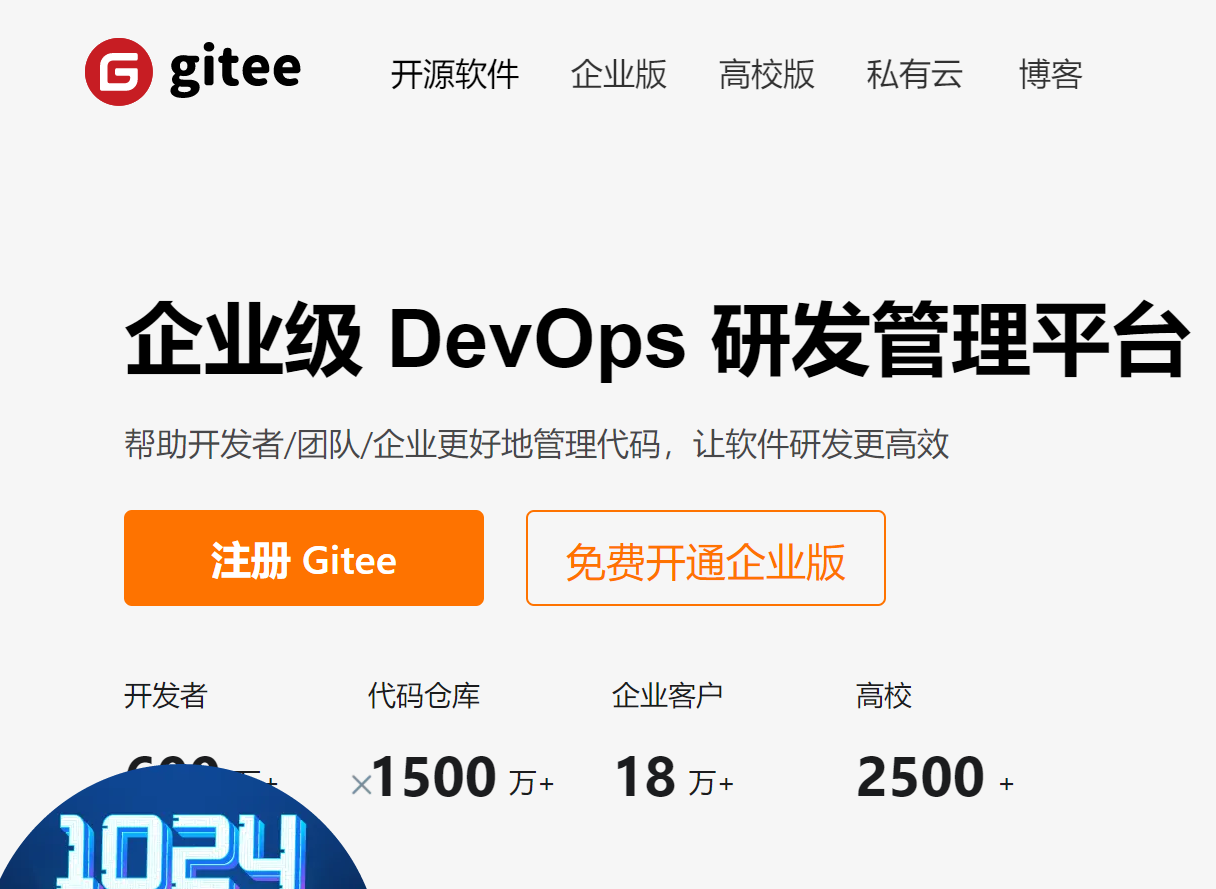 gitee 开源软件 企业版 高校版 私有云 博客
企业级 DevOps 研发管理平台
帮助开发者/团队/企业更好地管理代码，让软件研发更高效
注册 Gitee 免费开通企业版
开发者 代码仓库 企业客户 高校
1500 万+ 18 万+ 2500 +
1024